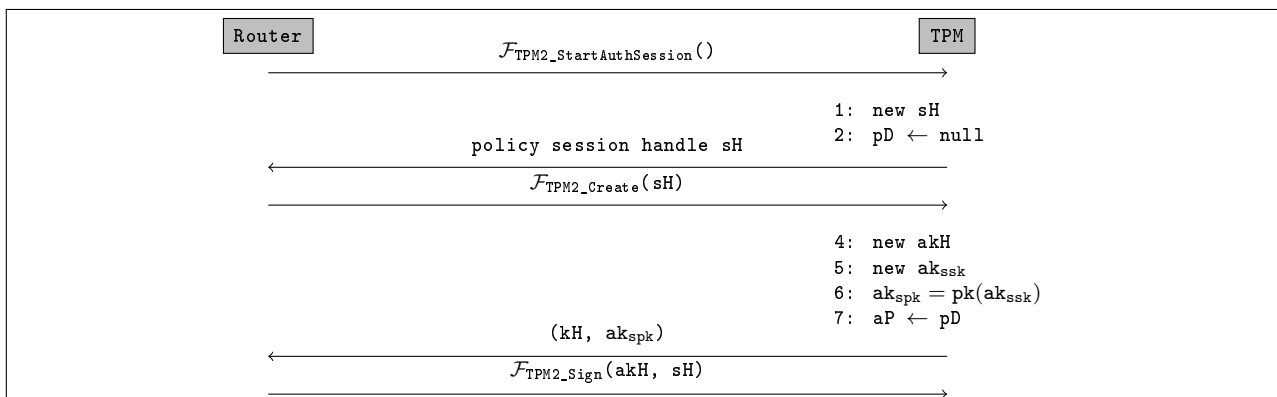 Router
TPM
ℱTPM2_StartAuthSession()
1: new sH
2: pD ← null
policy session handle sH
ℱTPM2_Create(sH)
4: new akH
5: new akssk
6: akspk = pk(akssk)
7: aP ← pD
(kH, akspk)
ℱTPM2_Sign(akH, sH)